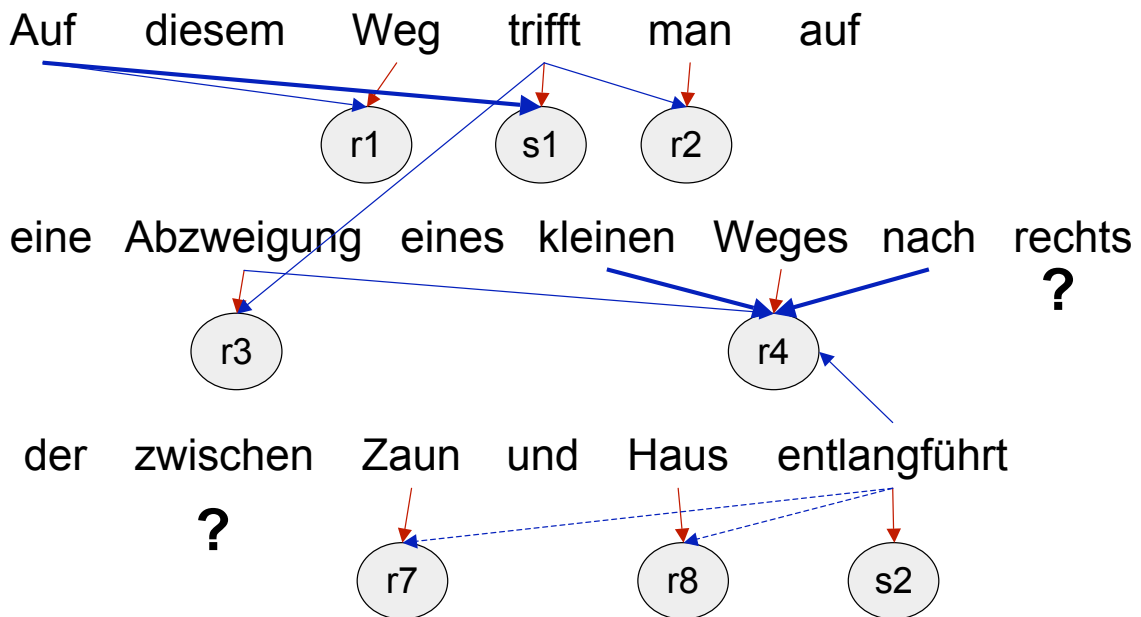 Auf diesem Weg trifft man auf
r1 s1 r2
eine Abzweigung eines kleinen Weges nach rechts
?
r3 r4
der zwischen Zaun und Haus entlangführt
?
r7 r8 s2